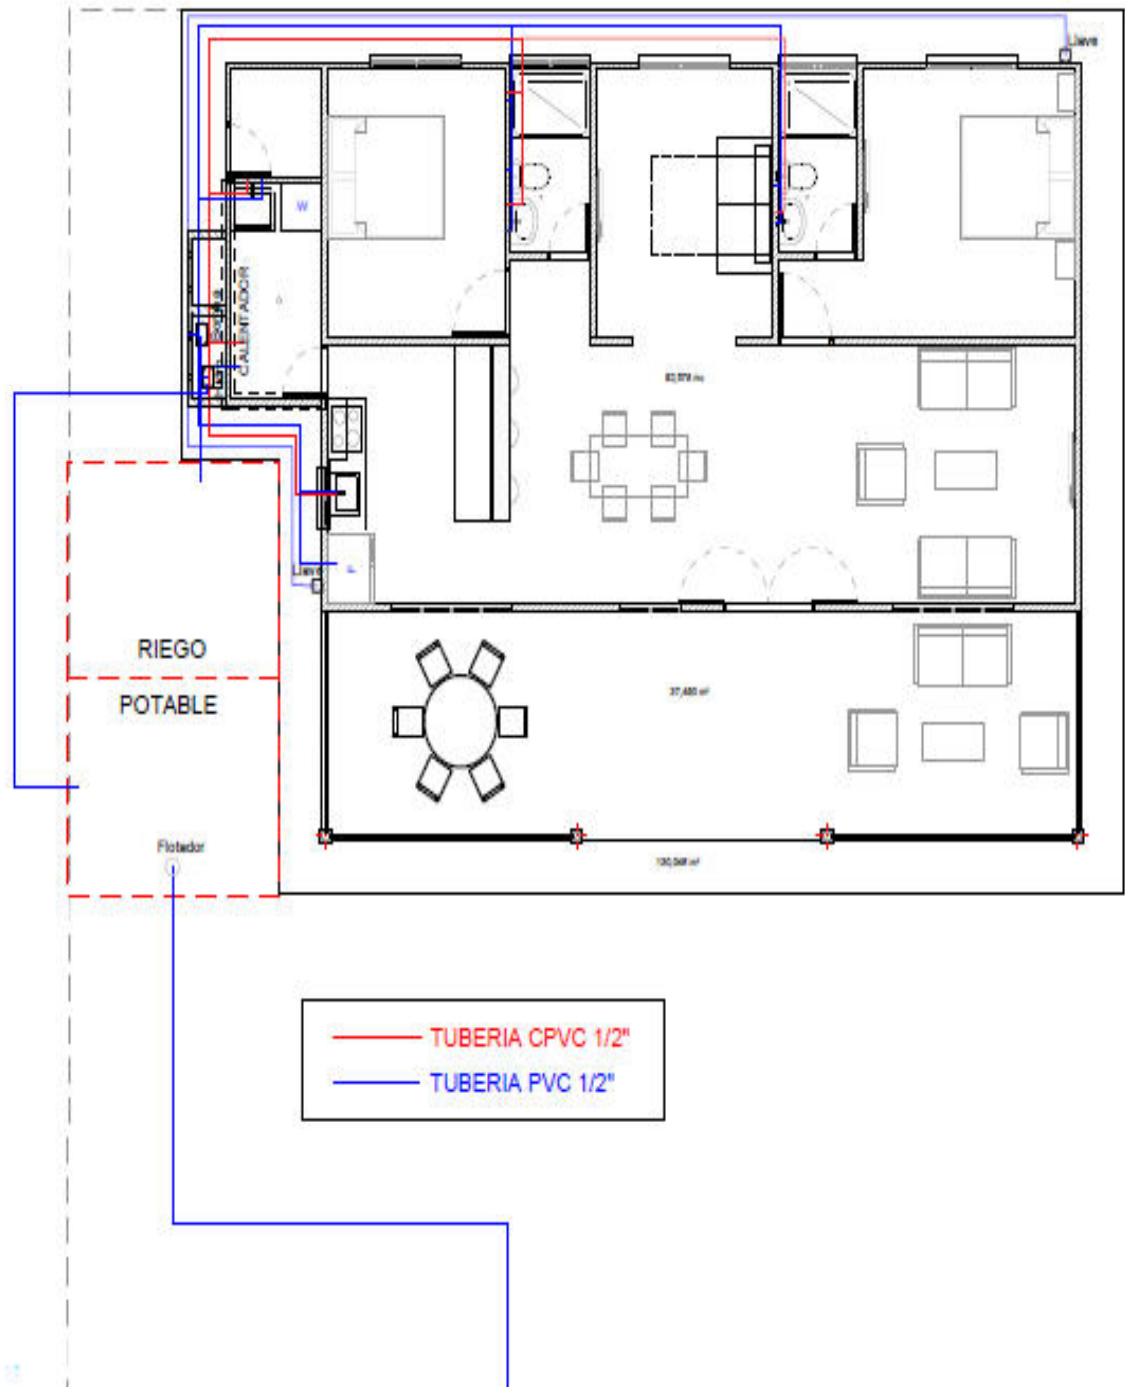 Llave
W
CALENTADOR
Llave
RIEGO
POTABLE
Flotador
TUBERIA CPVC 1/2"
TUBERIA PVC 1/2"